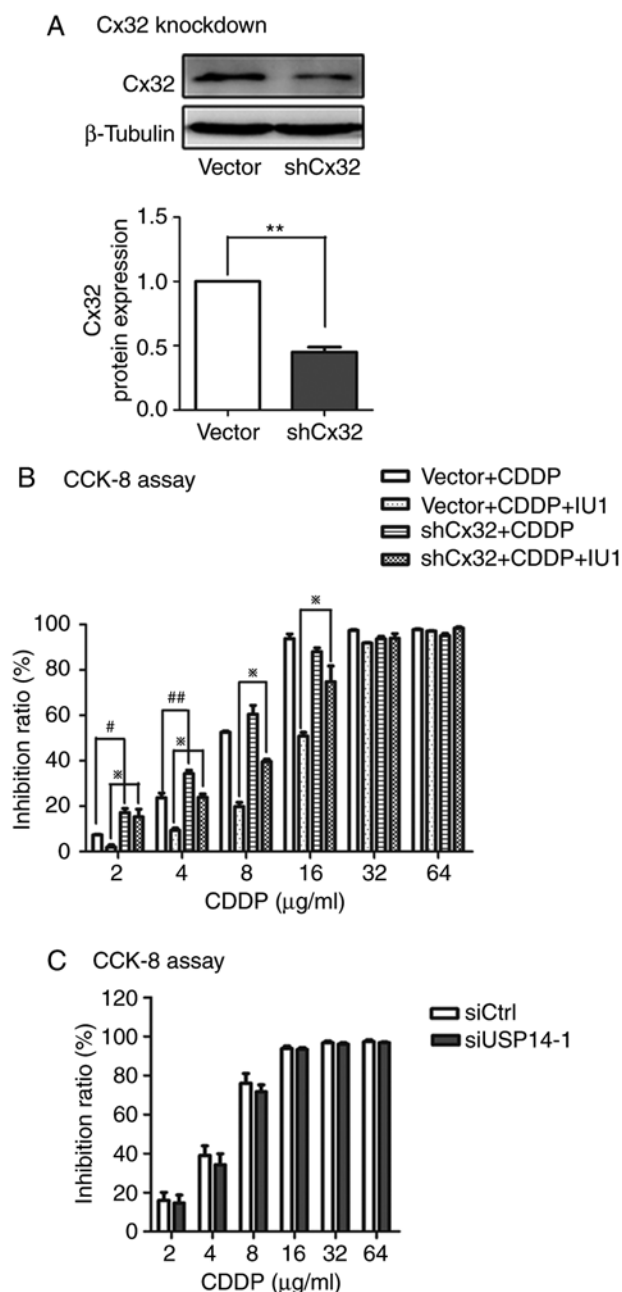 A Cx32 knockdown
Cx32
β-Tubulin
Vector shCx32
Cx32
protein expression
1.5
**
1.0
0.5
0.0
Vector shCx32
B CCK-8 assay
Vector+CDDP
Vector+CDDP+IU1
shCx32+CDDP
shCx32+CDDP+IU1
Inhibition ratio (%)
100
80
60
40
20
0
#
※
##
※
※
※
2 4 8 16 32 64
CDDP (μg/ml)
C CCK-8 assay
siCtrl
siUSP14-1
Inhibition ratio (%)
120
100
80
60
40
20
0
2 4 8 16 32 64
CDDP (μg/ml)